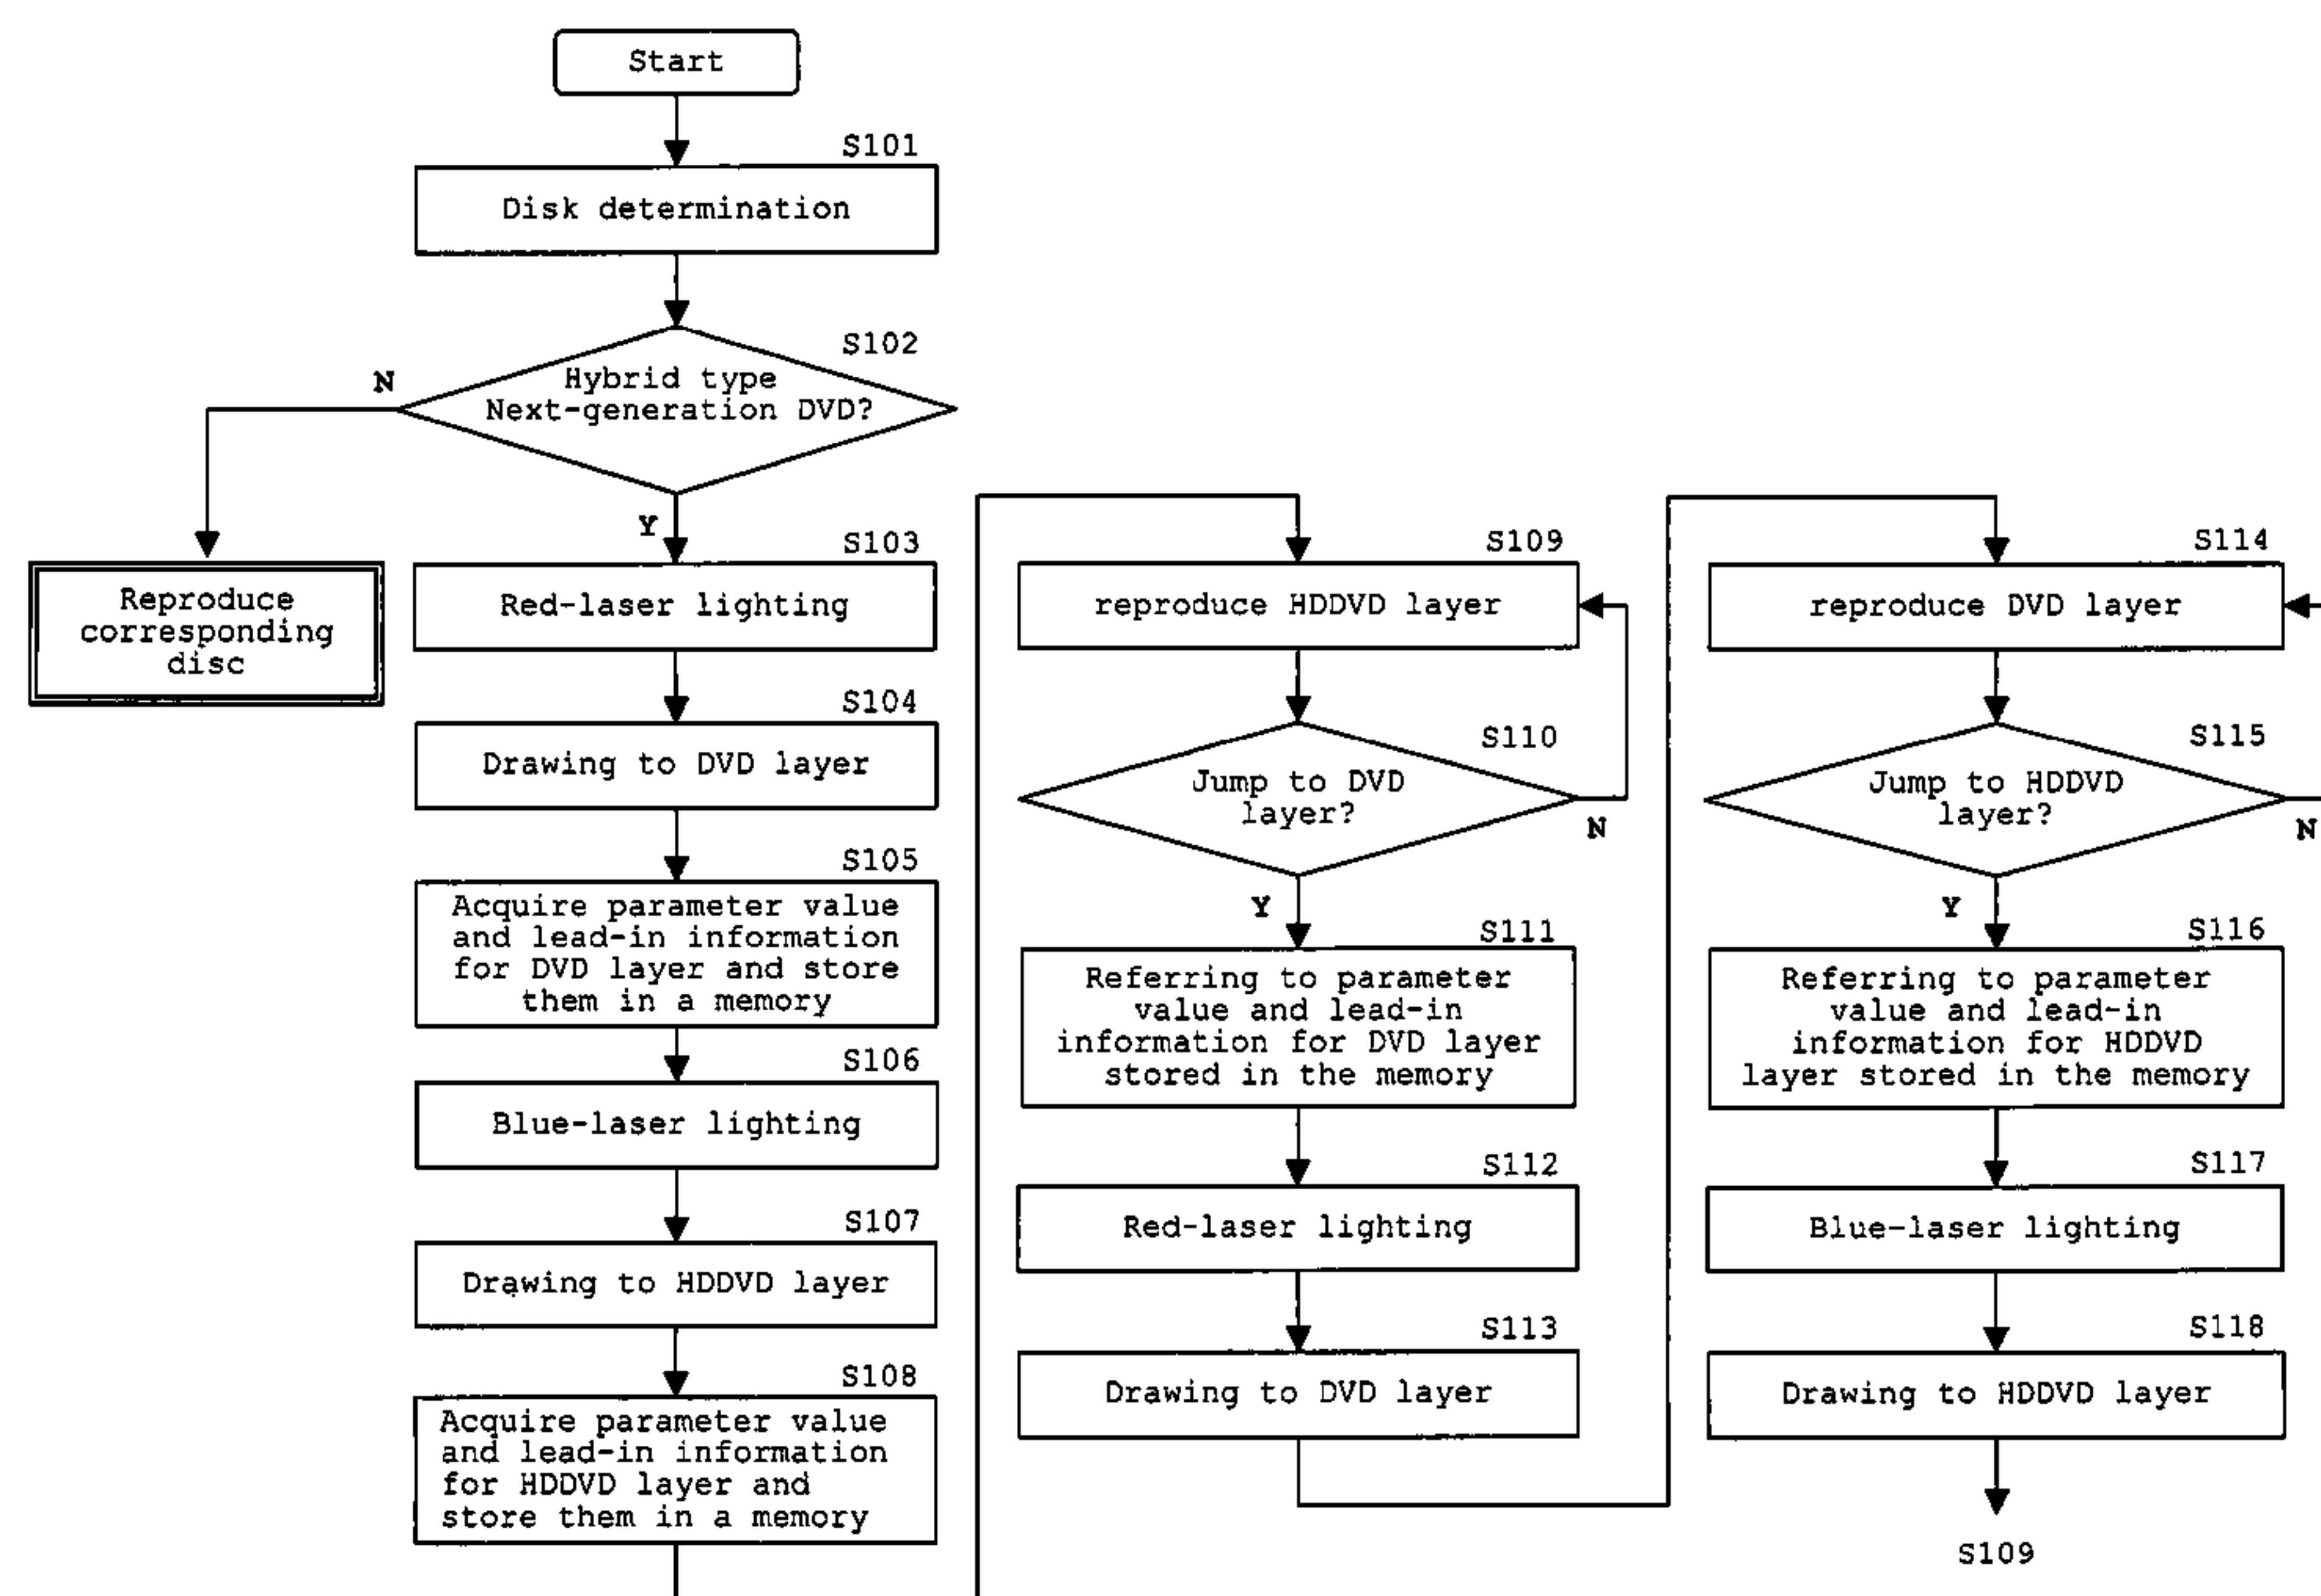 Start
S101
Disk determination
S102
N
Hybrid type
Next-generation DVD?
Y
Reproduce
corresponding
disc
S103
Red-laser lighting
S104
Drawing to DVD layer
S105
Acquire parameter value
and lead-in information
for DVD layer and store
them in a memory
S106
Blue-laser lighting
S107
Drawing to HDDVD layer
S108
Acquire parameter value
and lead-in information
for HDDVD layer and
store them in a memory
S109
reproduce HDDVD layer
S110
Jump to DVD
layer?
N
Y
S111
Referring to parameter
value and lead-in
information for DVD layer
stored in the memory
S112
Red-laser lighting
S113
Drawing to DVD layer
S114
reproduce DVD layer
S115
Jump to HDDVD
layer?
N
Y
S116
Referring to parameter
value and lead-in
information for HDDVD
layer stored in the memory
S117
Blue-laser lighting
S118
Drawing to HDDVD layer
S109